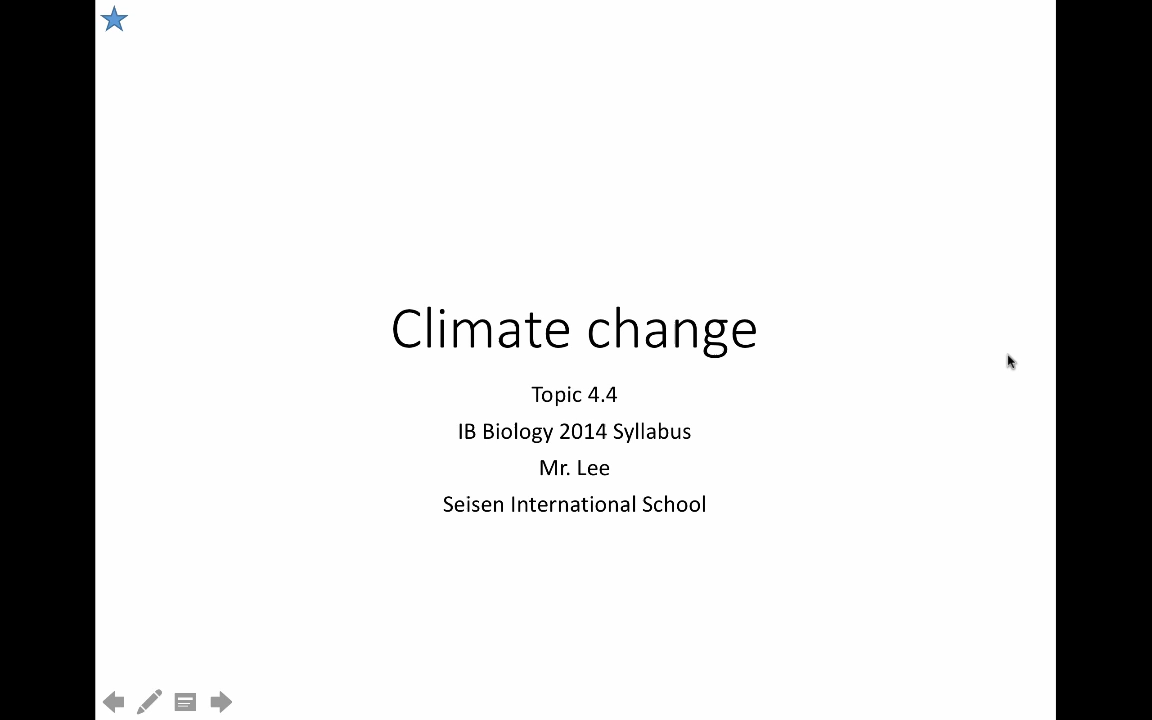 Climate change
Topic 4.4
IB Biology 2014 Syllabus
Mr. Lee
Seisen International School